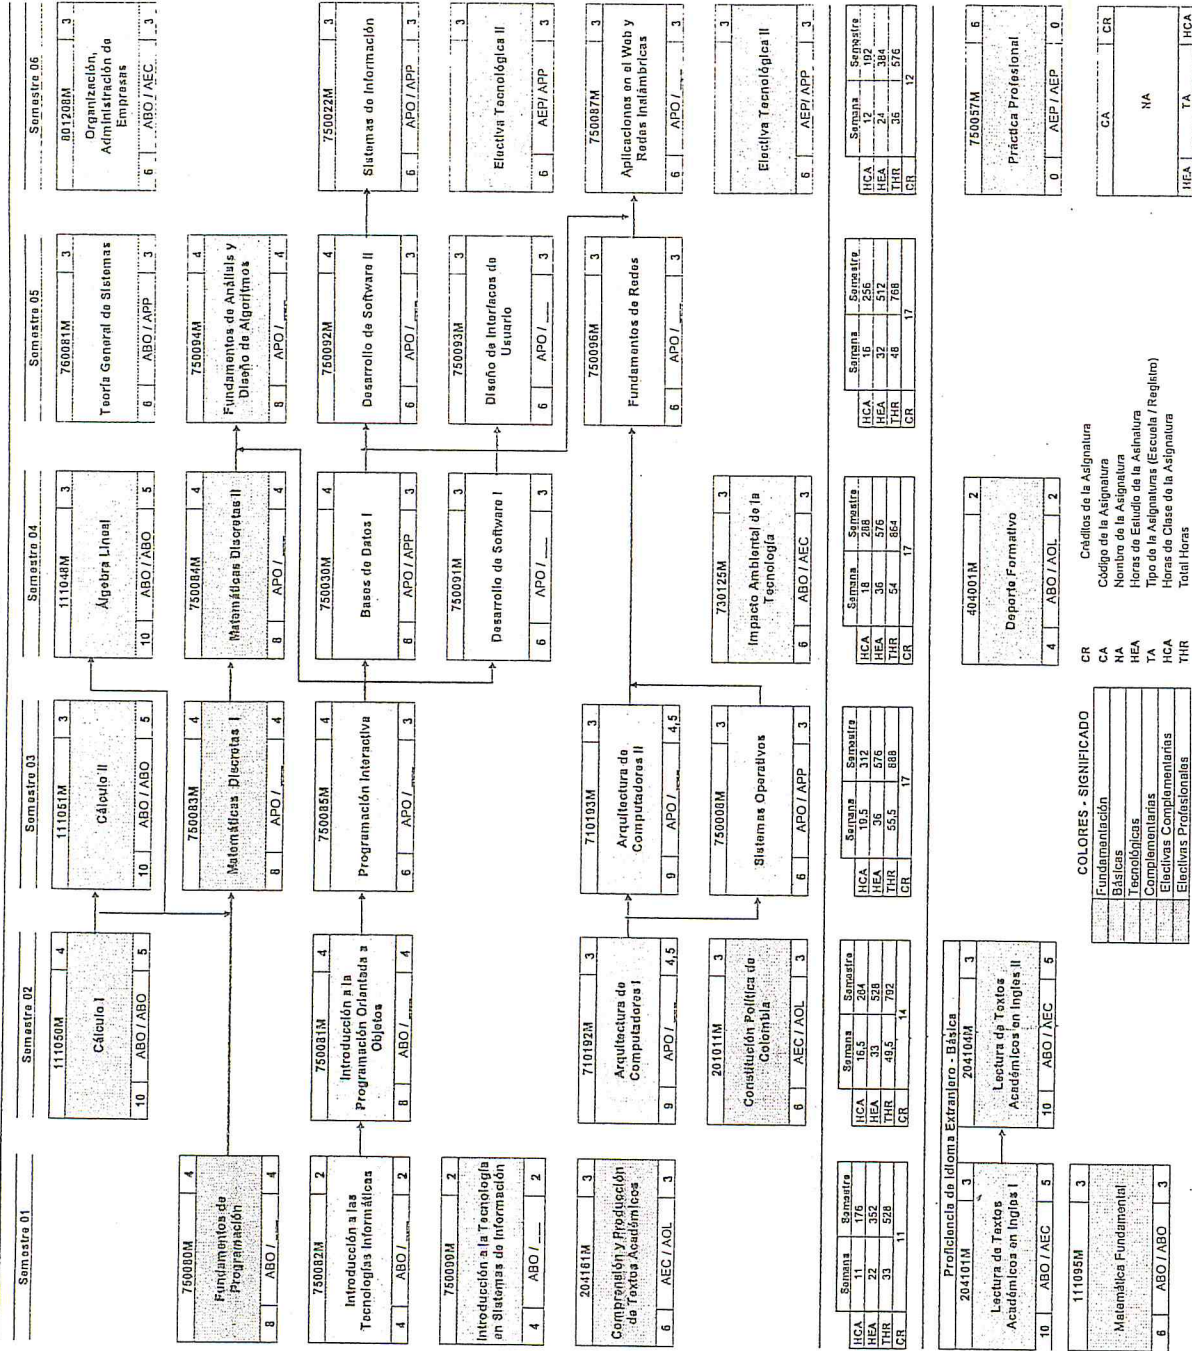 Semestre 01
750080M 4
Fundamentos de
Programación
8 ABO / ___ 4
750082M 2
Introducción a las
Tecnologías Informáticas
4 ABO / ___ 2
750099M 2
Introducción a la Tecnología
en Sistemas de Información
4 ABO / ___ 2
204161M 3
Comprensión y Producción
de Textos Académicos
6 AEC / AOL 3
Semana Semestre
HCA 11 176
HEA 22 352
THR 33 528
CR 11
Semestre 02
111050M 4
Cálculo I
10 ABO / ABO 5
750081M 4
Introducción a la
Programación Orientada a
Objetos
8 ABO / ___ 4
710192M 3
Arquitectura de
Computadores I
9 APO / ___ 4,5
201011M 3
Constitución Política de
Colombia
6 AEC / AOL 3
Semana Semestre
HCA 16,5 264
HEA 33 528
THR 49,5 792
CR 14
Semestre 03
111051M 3
Cálculo II
10 ABO / ABO 5
750083M 4
Matemáticas Discretas I
8 APO / ___ 4
750085M 4
Programación Interactiva
6 APO / ___ 3
710193M 3
Arquitectura de
Computadores II
9 APO / ___ 4,5
750008M 3
Sistemas Operativos
6 APO / APP 3
Semana Semestre
HCA 19,5 312
HEA 36 576
THR 55,5 888
CR 17
Semestre 04
111048M 3
Álgebra Lineal
10 ABO / ABO 5
750084M 4
Matemáticas Discretas II
8 APO / ___ 4
750030M 4
Bases de Datos I
8 APO / APP 3
750091M 3
Desarrollo de Software I
6 APO / ___ 3
730125M 3
Impacto Ambiental de la
Tecnología
6 ABO / AEC 3
Semana Semestre
HCA 18 288
HEA 36 576
THR 54 864
CR 17
Semestre 05
760081M 3
Teoría General de Sistemas
6 ABO / APP 3
750094M 4
Fundamentos de Análisis y
Diseño de Algoritmos
8 APO / ___ 4
750092M 4
Desarrollo de Software II
6 APO / ___ 3
750093M 3
Diseño de Interfaces de
Usuario
6 APO / ___ 3
750096M 3
Fundamentos de Redes
6 APO / ___ 3
Semana Semestre
HCA 16 256
HEA 32 512
THR 48 768
CR 17
Semestre 06
801208M 3
Organización,
Administración de
Empresas
6 ABO / AEC 3
750022M 3
Sistemas de Información
6 APO / APP 3
3
Electiva Tecnológica II
6 AEP/ APP 3
750087M 3
Aplicaciones en el Web y
Redes Inalámbricas
6 APO / ___ 3
3
Electiva Tecnológica II
6 AEP/ APP 3
Semana Semestre
HCA 12 192
HEA 24 384
THR 36 576
CR 12
Proficiencia de Idioma Extranjero - Básica
204101M 3
Lectura de Textos
Académicos en Ingles I
10 ABO / AEC 5
204104M 3
Lectura de Textos
Académicos en Ingles II
10 ABO / AEC 5
111095M 3
Matemática Fundamental
6 ABO / ABO 3
404001M 2
Deporte Formativo
4 ABO / AOL 2
750057M 6
Práctica Profesional
0 AEP / AEP 0
COLORES - SIGNIFICADO
Fundamentación
Básicas
Tecnológicas
Complementarias
Electivas Complementarias
Electivas Profesionales
CR Créditos de la Asignatura
CA Código de la Asignatura
NA Nombre de la Asignatura
HEA Horas de Estudio de la Asinatura
TA Tipo de la Asignaturas (Escuela / Registro)
HCA Horas de Clase de la Asignatura
THR Total Horas
CA CR
NA
HEA TA HCA